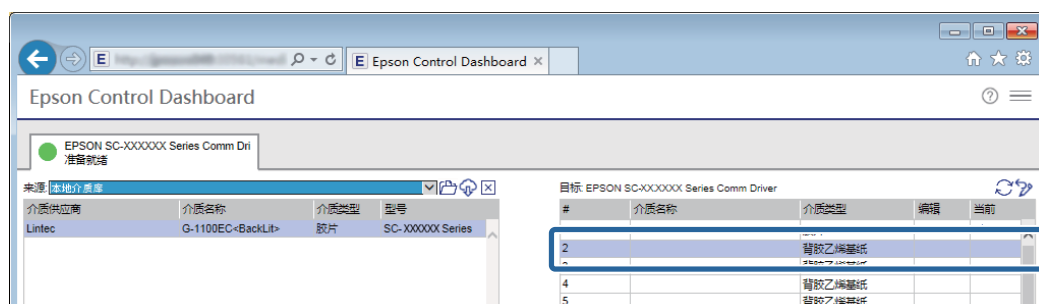 Epson Control Dashboard
Epson Control Dashboard
EPSON SC-XXXXXX Series Comm Dri
准备就绪
来源: 本地介质库
目标: EPSON SC-XXXXXX Series Comm Driver
介质供应商 介质名称 介质类型 型号
# 介质名称 介质类型 编辑 当前
Lintec G-1100EC<BackLit> 胶片 SC- XXXXXX Series
2 背胶乙烯基纸
4 背胶乙烯基纸
5 背胶乙烯基纸